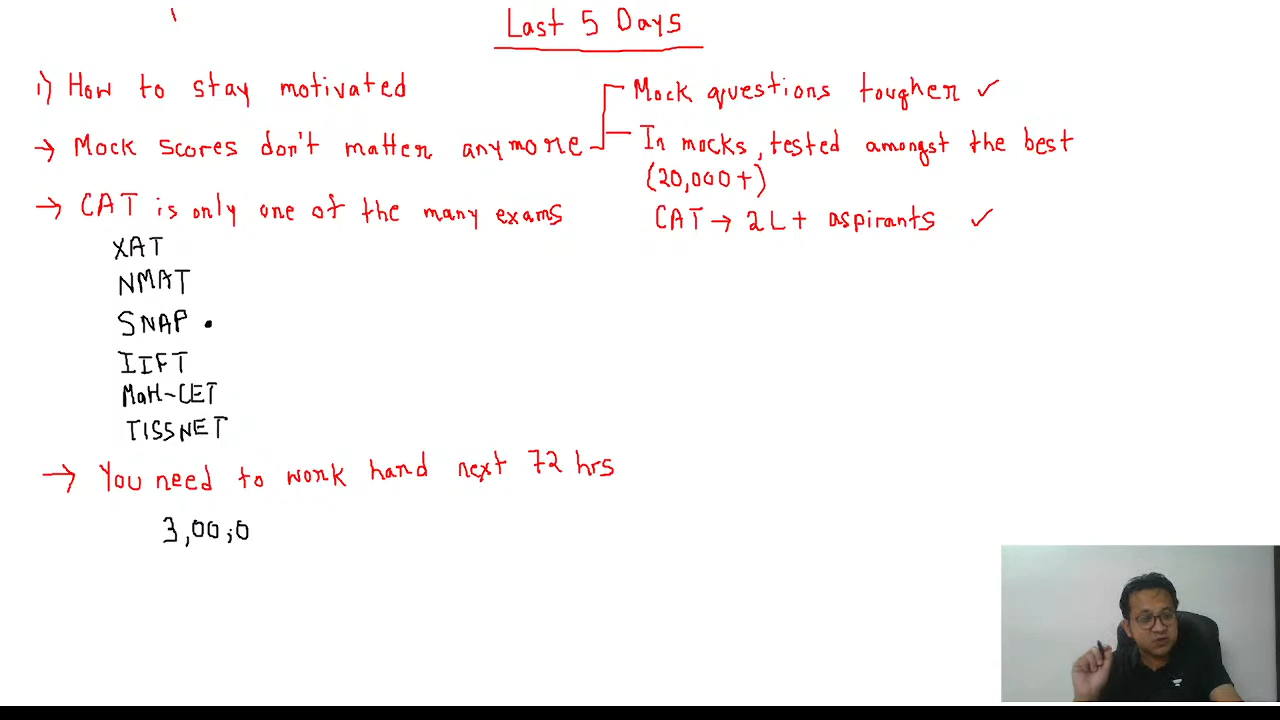 Last 5 Days
1) How to stay motivated
→ Mock scores don't matter anymore
Mock questions tougher ✓
In mocks, tested amongst the best
(20,000+)
CAT → 2L+ aspirants ✓
→ CAT is only one of the many exams
XAT
NMAT
SNAP
IIFT
MaH-CET
TISSNET
→ You need to work hard next 72 hrs
3,00,0